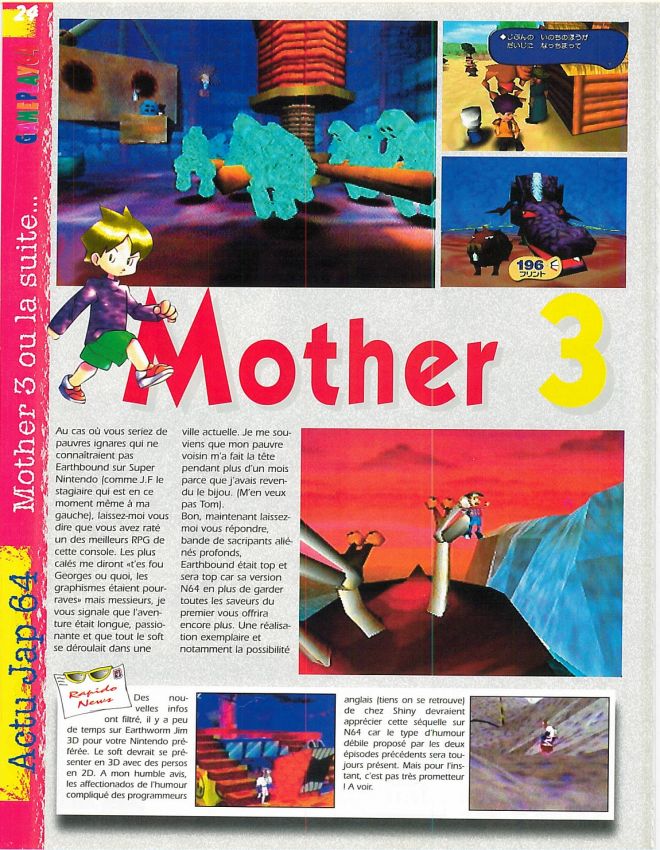 24
GAMEPLAY 64
Mother 3 ou la suite...
Actu Jap 64
◆じぶんの いのちのほうが
だいじに なっちまって
196
プリント
Mother 3
Au cas où vous seriez de
pauvres ignares qui ne
connaîtraient pas
Earthbound sur Super
Nintendo (comme J.F le
stagiaire qui est en ce
moment même à ma
gauche), laissez-moi vous
dire que vous avez raté
un des meilleurs RPG de
cette console. Les plus
calés me diront «t'es fou
Georges ou quoi, les
graphismes étaient pour-
raves» mais messieurs, je
vous signale que l'aven-
ture était longue, passio-
nante et que tout le soft
se déroulait dans une
ville actuelle. Je me sou-
viens que mon pauvre
voisin m'a fait la tête
pendant plus d'un mois
parce que j'avais reven-
du le bijou. (M'en veux
pas Tom).
Bon, maintenant laissez-
moi vous répondre,
bande de sacripants alié-
nés profonds,
Earthbound était top et
sera top car sa version
N64 en plus de garder
toutes les saveurs du
premier vous offrira
encore plus. Une réalisa-
tion exemplaire et
notamment la possibilité
Rapido
News
Des nou-
velles infos
ont filtré, il y a peu
de temps sur Earthworm Jim
3D pour votre Nintendo pré-
férée. Le soft devrait se pré-
senter en 3D avec des persos
en 2D. A mon humble avis,
les affectionados de l'humour
compliqué des programmeurs
anglais (tiens on se retrouve)
de chez Shiny devraient
apprécier cette séquelle sur
N64 car le type d'humour
débile proposé par les deux
épisodes précédents sera tou-
jours présent. Mais pour l'ins-
tant, c'est pas très prometteur
! A voir.